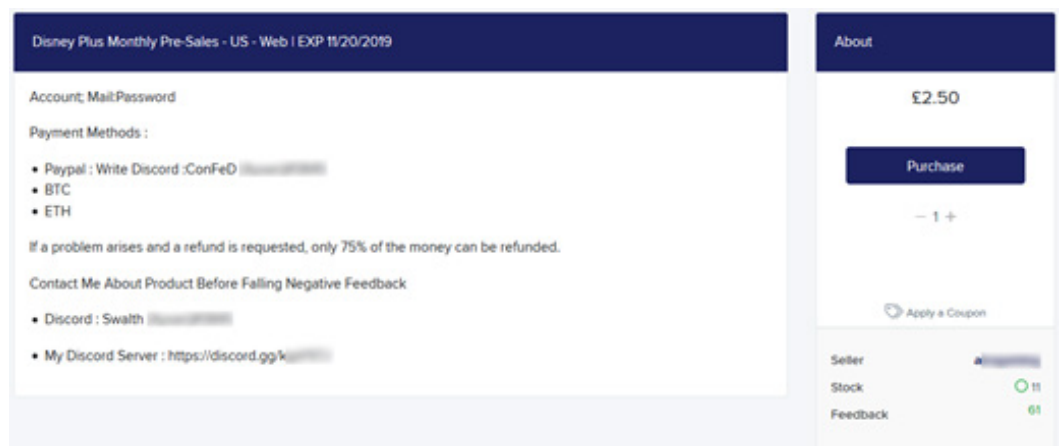 Disney Plus Monthly Pre-Sales - US - Web | EXP 11/20/2019
Account; Mail:Password
Payment Methods :
• Paypal : Write Discord :ConFeD
• BTC
• ETH
If a problem arises and a refund is requested, only 75% of the money can be refunded.
Contact Me About Product Before Falling Negative Feedback
• Discord : Swalth
• My Discord Server : https://discord.gg/k
About
£2.50
Purchase
− 1 +
Apply a Coupon
Seller a
Stock 11
Feedback 61